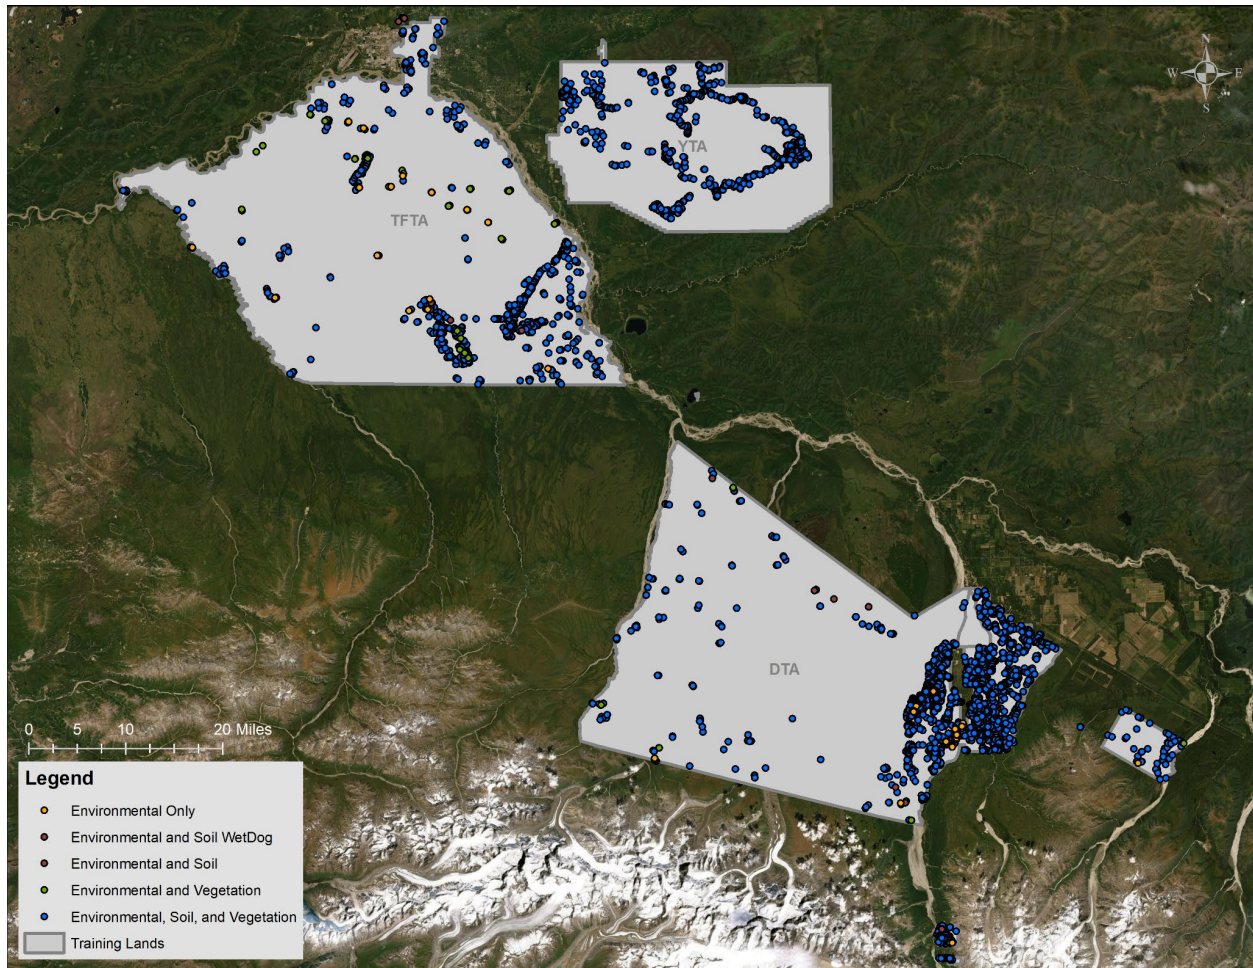 N
W E
S
YTA
TFTA
DTA
0 5 10 20 Miles
Legend
Environmental Only
Environmental and Soil WetDog
Environmental and Soil
Environmental and Vegetation
Environmental, Soil, and Vegetation
Training Lands